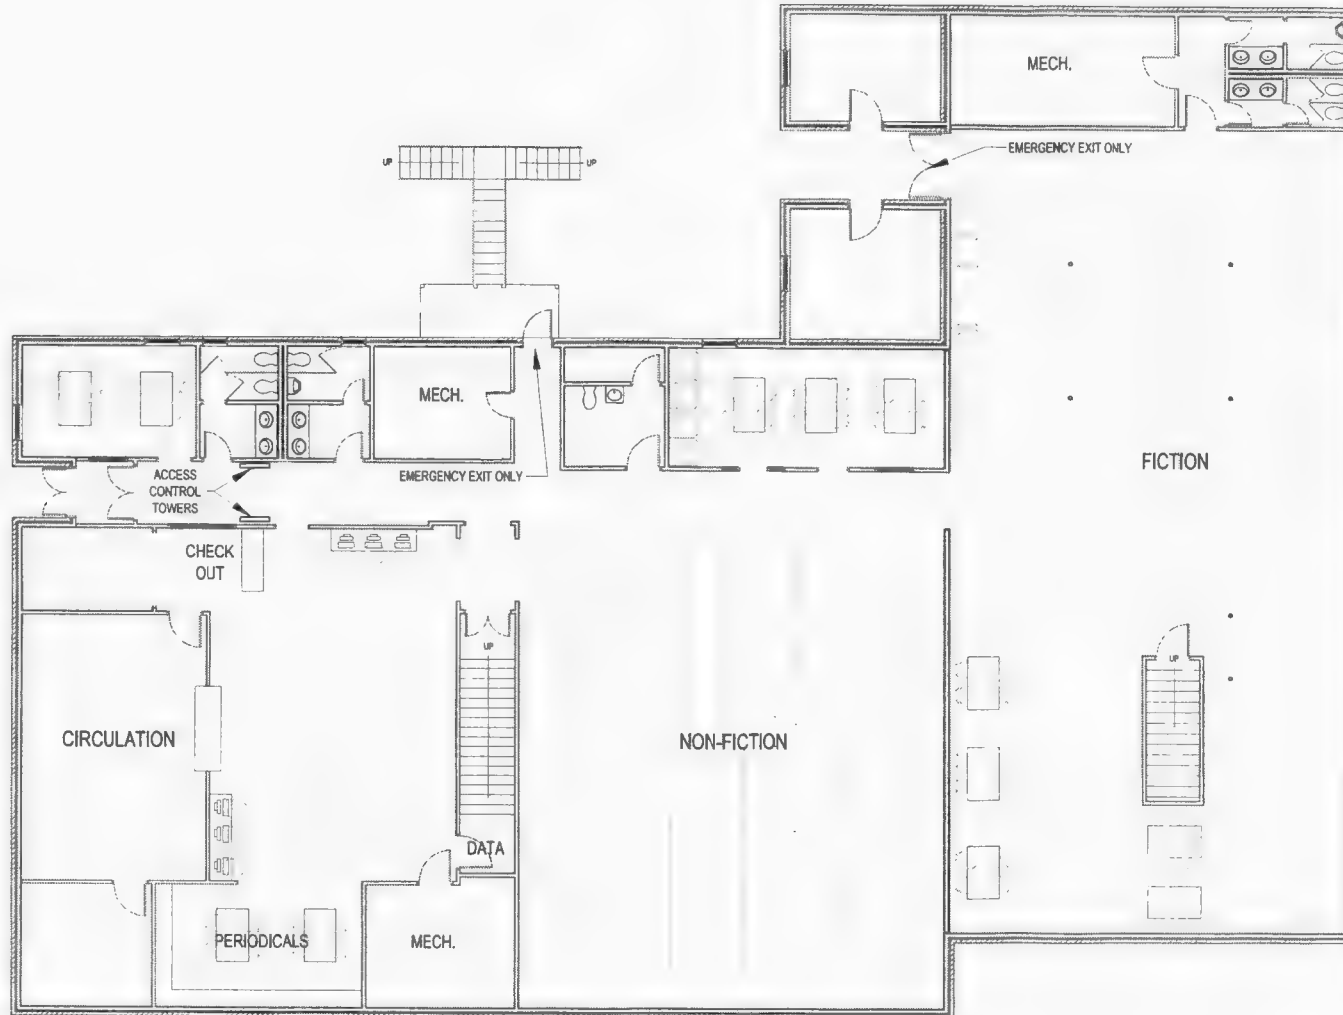 MECH.
EMERGENCY EXIT ONLY
UP
UP
MECH.
EMERGENCY EXIT ONLY
ACCESS
CONTROL
TOWERS
FICTION
CHECK
OUT
UP
UP
CIRCULATION
NON-FICTION
DATA
PERIODICALS
MECH.